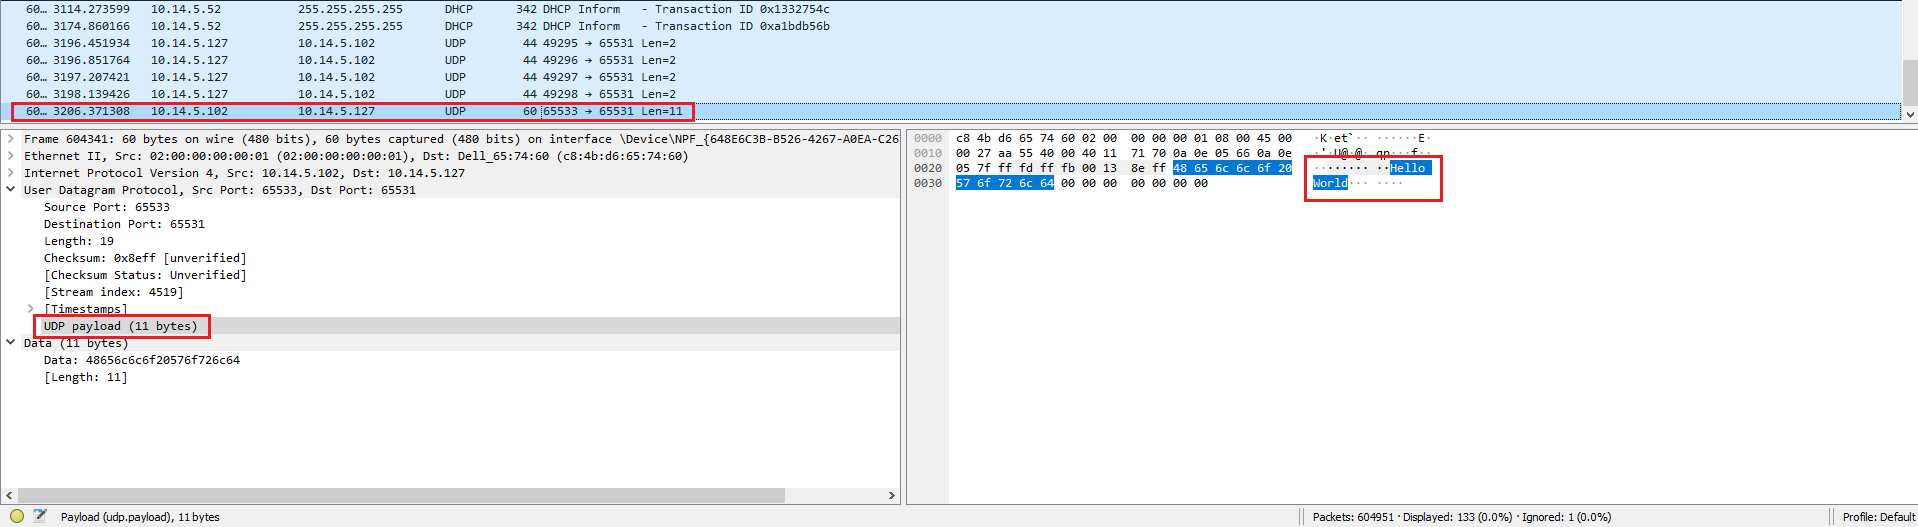 60… 3114.273599 10.14.5.52 255.255.255.255 DHCP 342 DHCP Inform - Transaction ID 0x1332754c
60… 3174.860166 10.14.5.52 255.255.255.255 DHCP 342 DHCP Inform - Transaction ID 0xa1bdb56b
60… 3196.451934 10.14.5.127 10.14.5.102 UDP 44 49295 → 65531 Len=2
60… 3196.851764 10.14.5.127 10.14.5.102 UDP 44 49296 → 65531 Len=2
60… 3197.207421 10.14.5.127 10.14.5.102 UDP 44 49297 → 65531 Len=2
60… 3198.139426 10.14.5.127 10.14.5.102 UDP 44 49298 → 65531 Len=2
60… 3206.371308 10.14.5.102 10.14.5.127 UDP 60 65533 → 65531 Len=11
Frame 604341: 60 bytes on wire (480 bits), 60 bytes captured (480 bits) on interface \Device\NPF_{648E6C3B-B526-4267-A0EA-C26
Ethernet II, Src: 02:00:00:00:00:01 (02:00:00:00:00:01), Dst: Dell_65:74:60 (c8:4b:d6:65:74:60)
Internet Protocol Version 4, Src: 10.14.5.102, Dst: 10.14.5.127
User Datagram Protocol, Src Port: 65533, Dst Port: 65531
Source Port: 65533
Destination Port: 65531
Length: 19
Checksum: 0x8eff [unverified]
[Checksum Status: Unverified]
[Stream index: 4519]
[Timestamps]
UDP payload (11 bytes)
Data (11 bytes)
Data: 48656c6c6f20576f726c64
[Length: 11]
0000 c8 4b d6 65 74 60 02 00 00 00 00 01 08 00 45 00 ·K·et`·· ······E·
0010 00 27 aa 55 40 00 40 11 71 70 0a 0e 05 66 0a 0e ·'·U@·@· qp···f··
0020 05 7f ff fd ff fb 00 13 8e ff 48 65 6c 6c 6f 20 ········ ··Hello
0030 57 6f 72 6c 64 00 00 00 00 00 00 00 World··· ····
Payload (udp.payload), 11 bytes
Packets: 604951 · Displayed: 133 (0.0%) · Ignored: 1 (0.0%)
Profile: Default